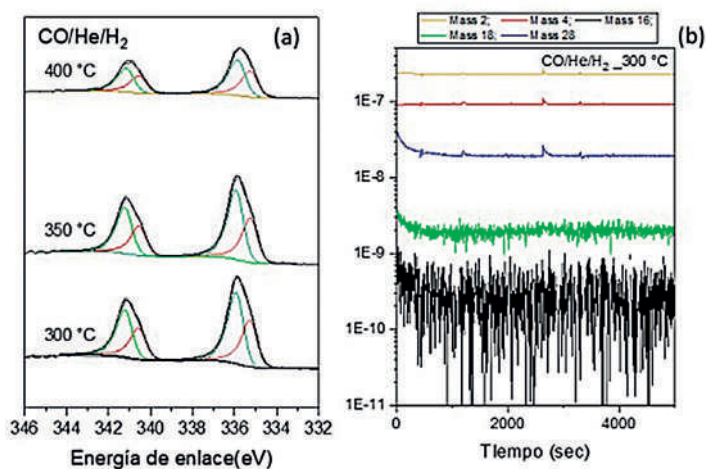 CO/He/H₂ (a)
400 °C
350 °C
300 °C
346 344 342 340 338 336 334 332
Energía de enlace(eV)
Mass 2; Mass 4; Mass 16;
Mass 18; Mass 28
(b)
CO/He/H₂ _300 °C
1E-7
1E-8
1E-9
1E-10
1E-11
0 2000 4000
TIempo (sec)